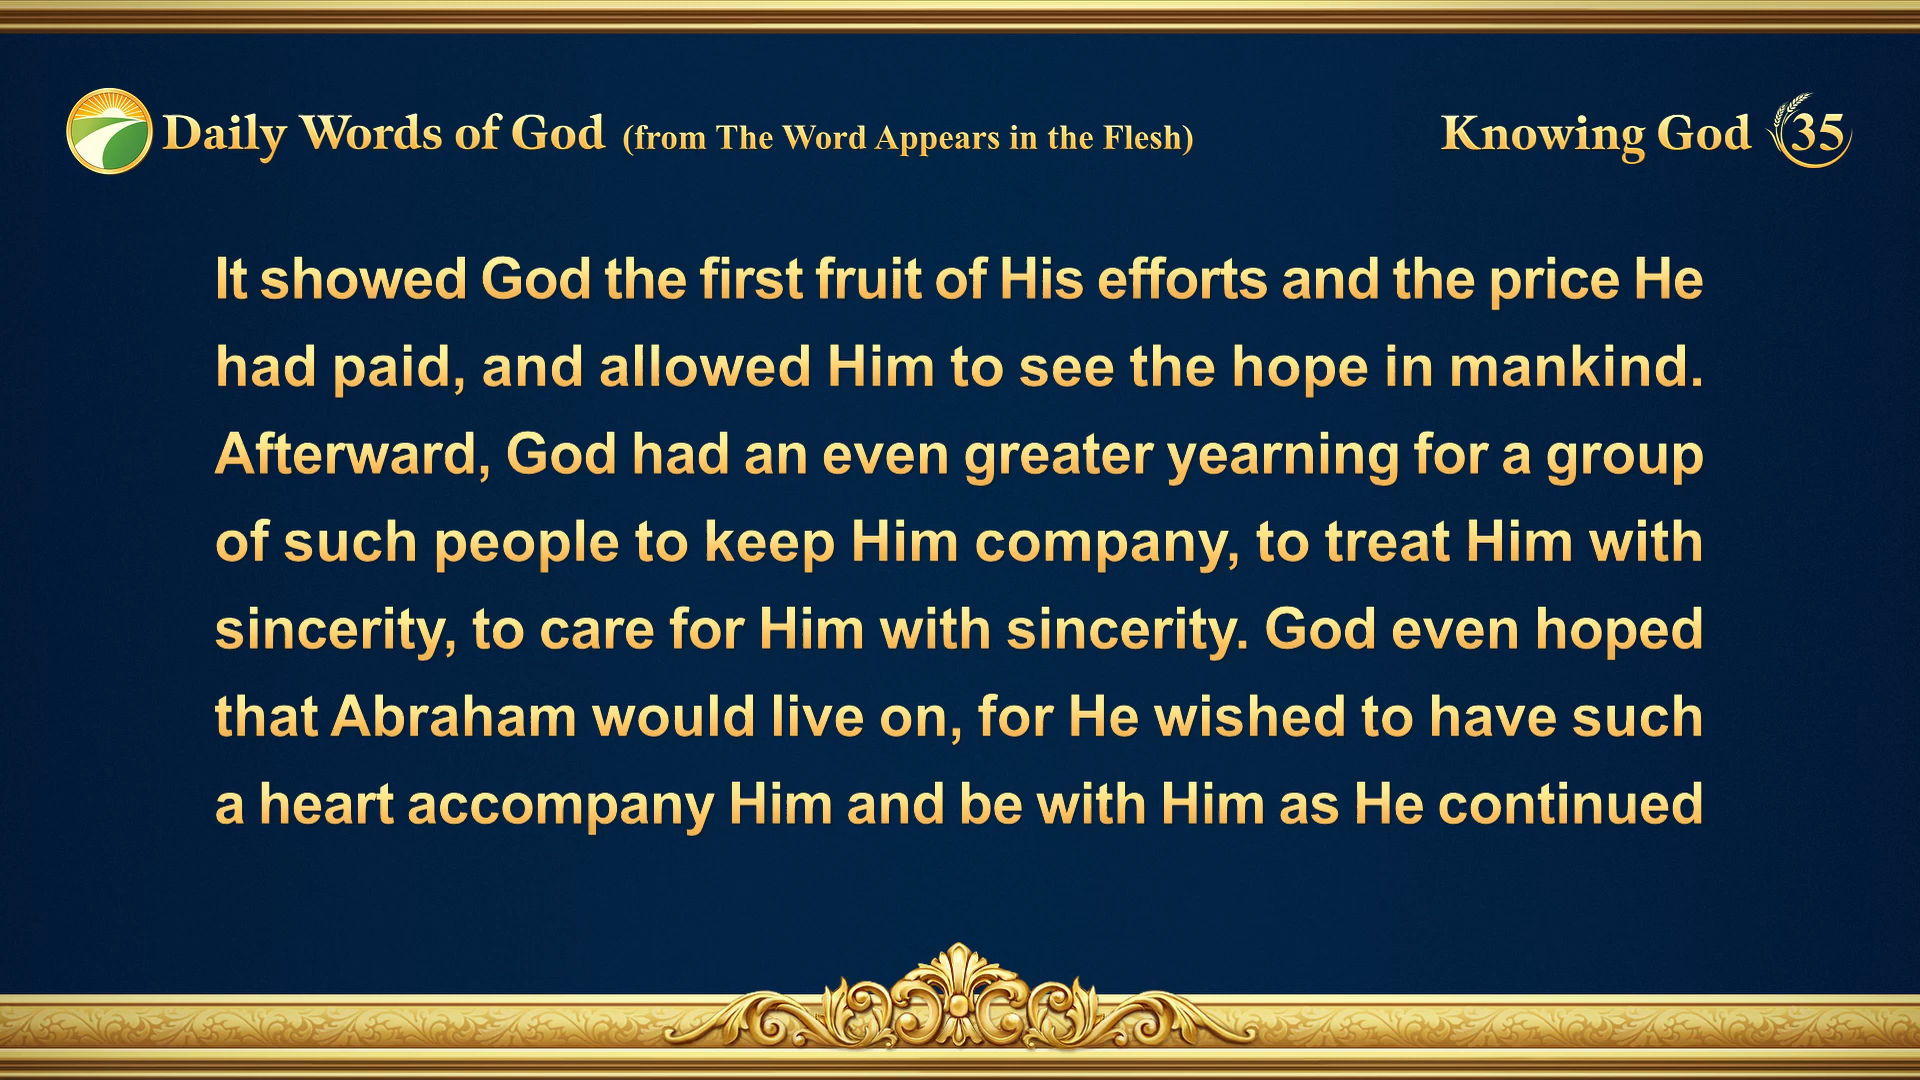 Daily Words of God (from The Word Appears in the Flesh)
Knowing God 35
It showed God the first fruit of His efforts and the price He
had paid, and allowed Him to see the hope in mankind.
Afterward, God had an even greater yearning for a group
of such people to keep Him company, to treat Him with
sincerity, to care for Him with sincerity. God even hoped
that Abraham would live on, for He wished to have such
a heart accompany Him and be with Him as He continued